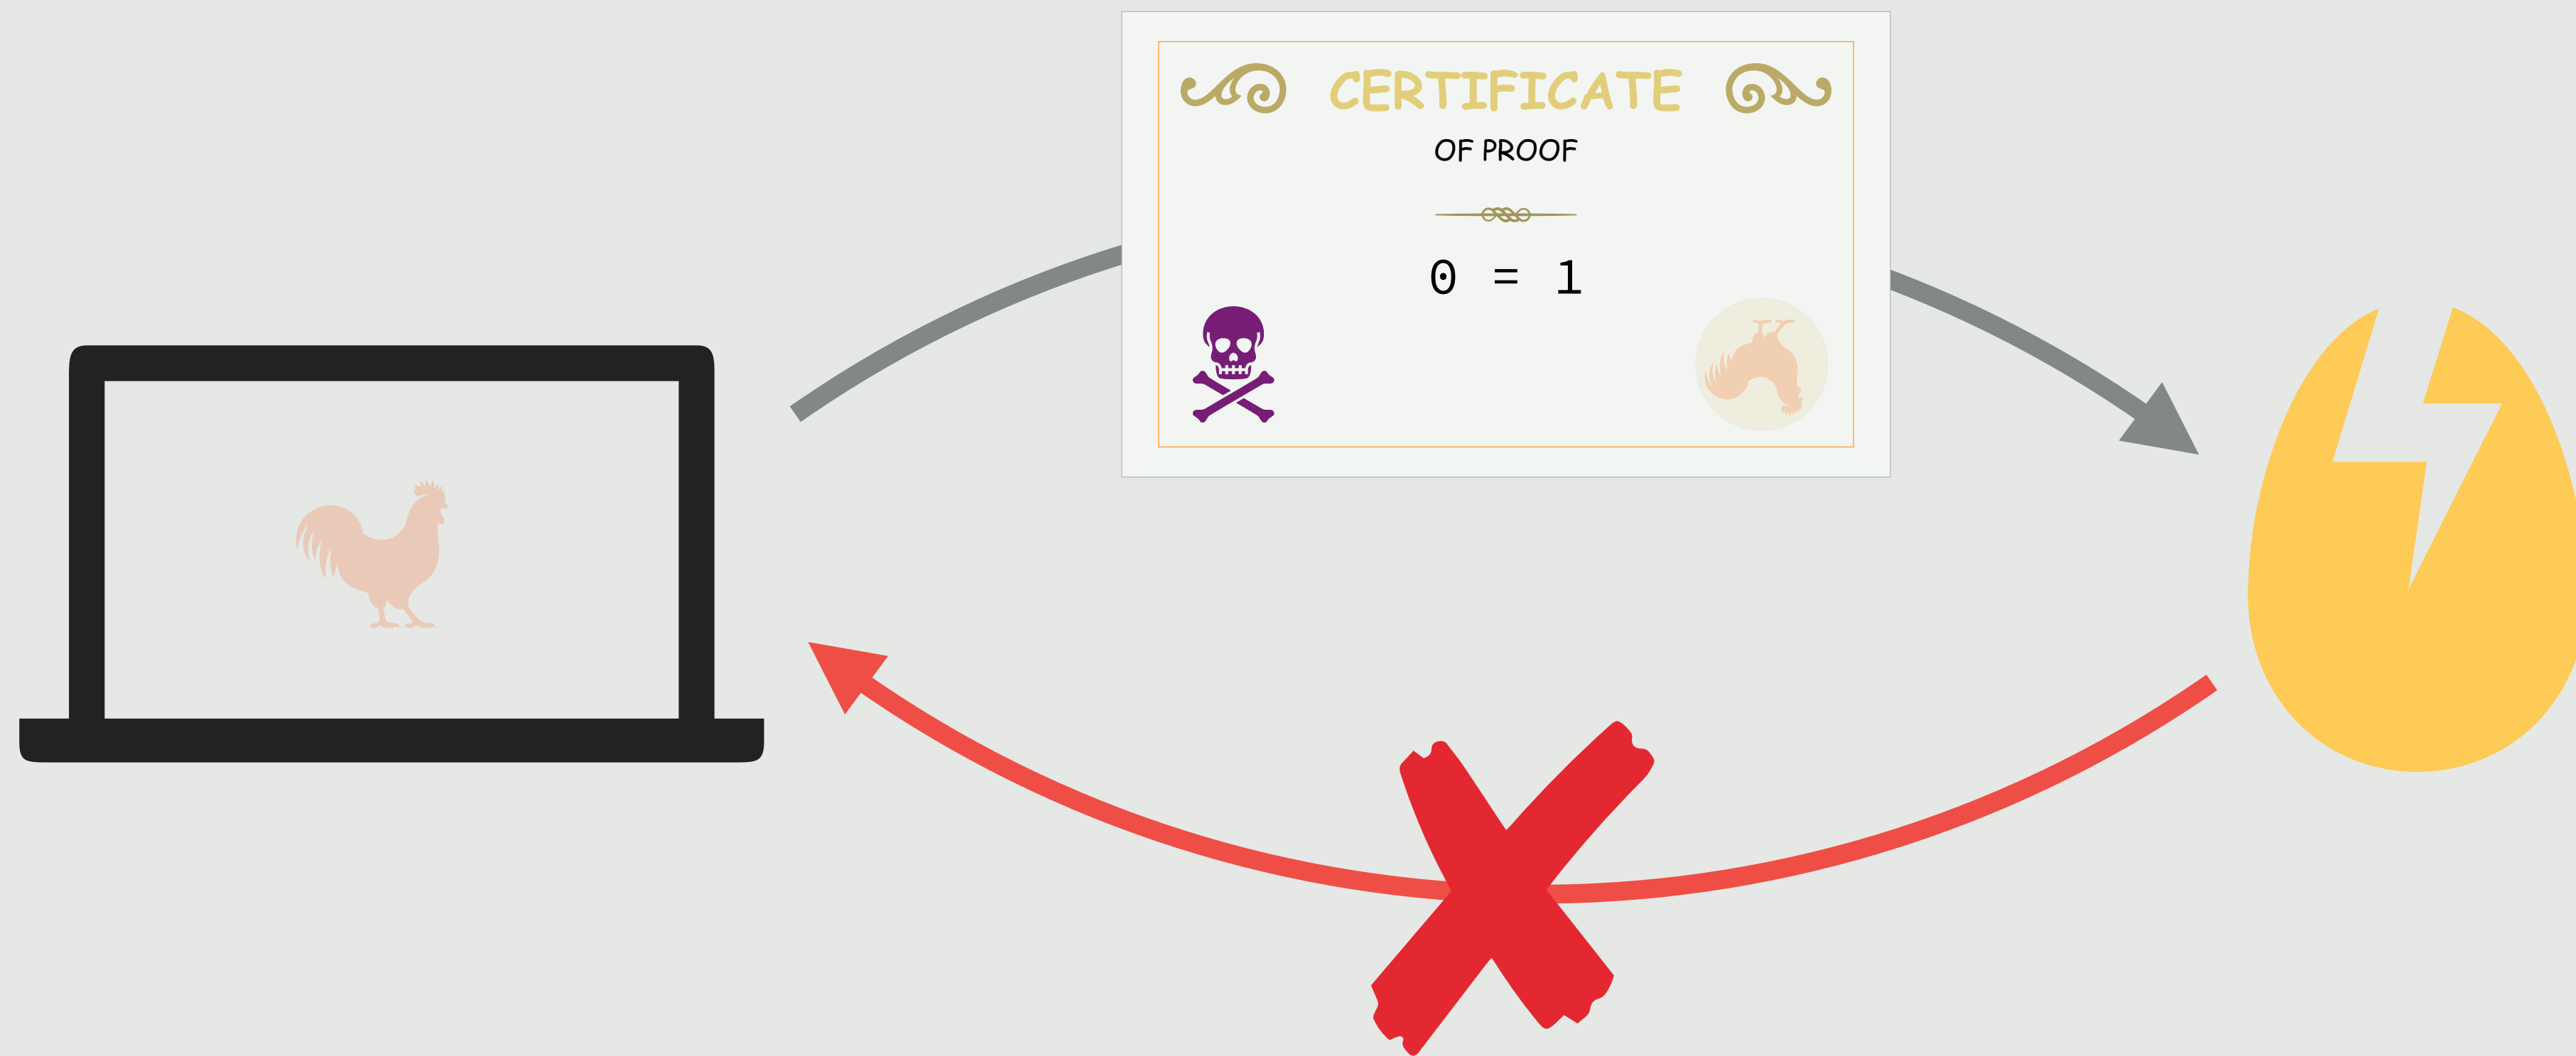 CERTIFICATE
OF PROOF
0 = 1